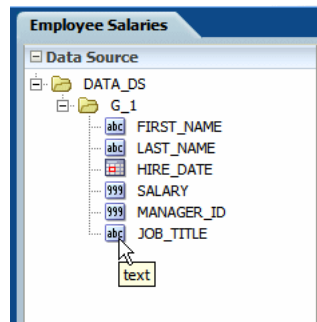 Employee Salaries
Data Source
DATA_DS
G_1
abc FIRST_NAME
abc LAST_NAME
HIRE_DATE
999 SALARY
999 MANAGER_ID
abc JOB_TITLE
text